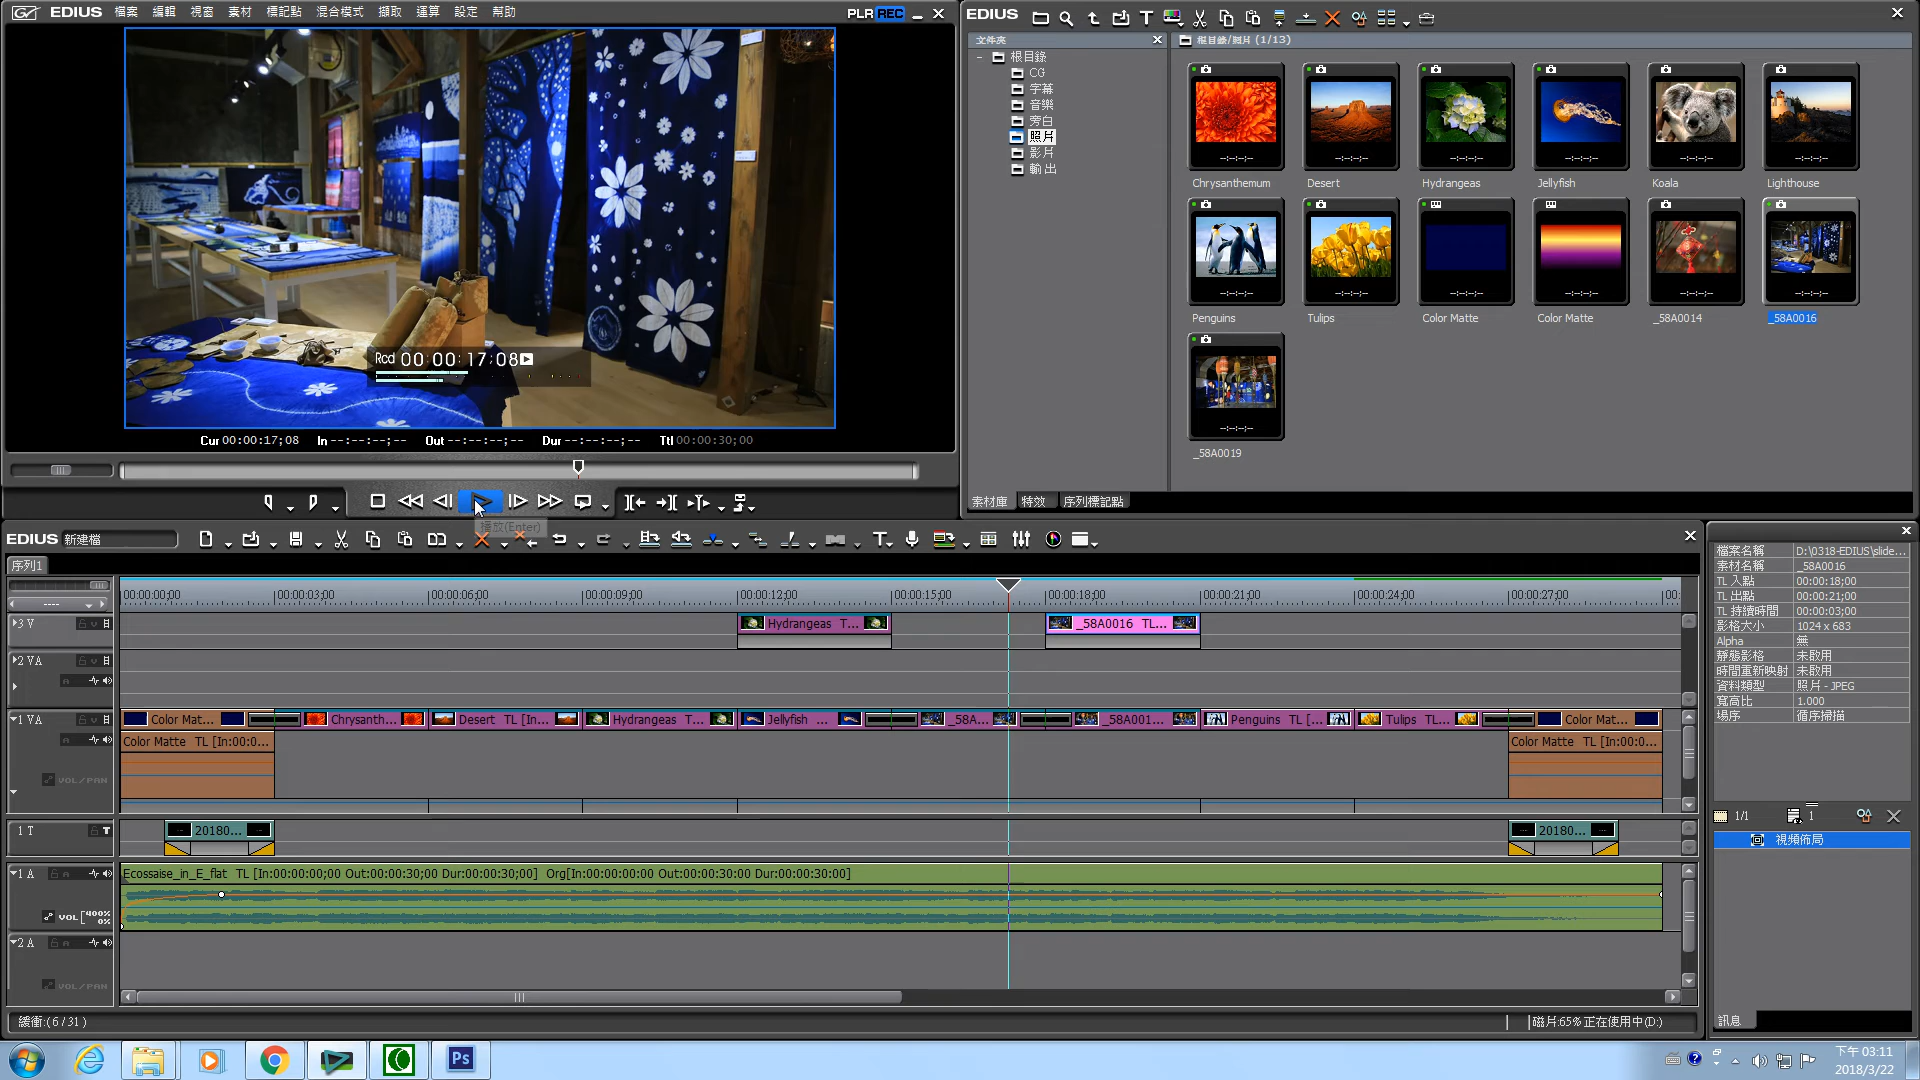 EDIUS 檔案 編輯 視窗 素材 標記點 混合模式 擷取 運算 設定 幫助 PLR REC
Rcd 00:00:17;08
Cur 00:00:17;08 In --:--:--;-- Out --:--:--;-- Dur --:--:--;-- Ttl 00:00:30;00
播放(Enter)
EDIUS
文件夾
根目錄/照片 (1/13)
根目錄
CG
字幕
音樂
旁白
照片
影片
輸出
Chrysanthemum Desert Hydrangeas Jellyfish Koala Lighthouse
Penguins Tulips Color Matte Color Matte _58A0014 _58A0016
_58A0019
素材庫 特效 序列標記點
EDIUS 新建檔
序列1
00:00:00;00 00:00:03;00 00:00:06;00 00:00:09;00 00:00:12;00 00:00:15;00 00:00:18;00 00:00:21;00 00:00:24;00 00:00:27;00 00:
3 V Hydrangeas T... _58A0016 TL...
2 VA
1 VA Color Mat... Chrysanth... Desert TL [In... Hydrangeas T... Jellyfish ... _58A... _58A001... Penguins TL [... Tulips TL... Color Mat...
Color Matte TL [In:00:0... Color Matte TL [In:00:0...
VOL/PAN
1 T 20180... 20180...
1 A Ecossaise_in_E_flat TL [In:00:00:00;00 Out:00:00:30;00 Dur:00:00:30;00] Org[In:00:00:00:00 Out:00:00:30:00 Dur:00:00:30:00]
VOL 400% 0%
2 A
VOL/PAN
緩衝:(6/31) 磁片:65% 正在使用中(D:)
檔案名稱 D:\0318-EDIUS\slide...
素材名稱 _58A0016
TL 入點 00:00:18;00
TL 出點 00:00:21;00
TL 持續時間 00:00:03;00
影格大小 1024 x 683
Alpha 無
靜態影格 未啟用
時間重新映射 未啟用
資料類型 照片 - JPEG
寬高比 1.000
場序 循序掃描
1/1 1
視頻佈局
訊息
Ps
下午 03:11
2018/3/22